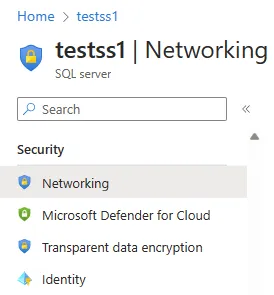 Home > testss1
testss1 | Networking
SQL server
Search
Security
Networking
Microsoft Defender for Cloud
Transparent data encryption
Identity